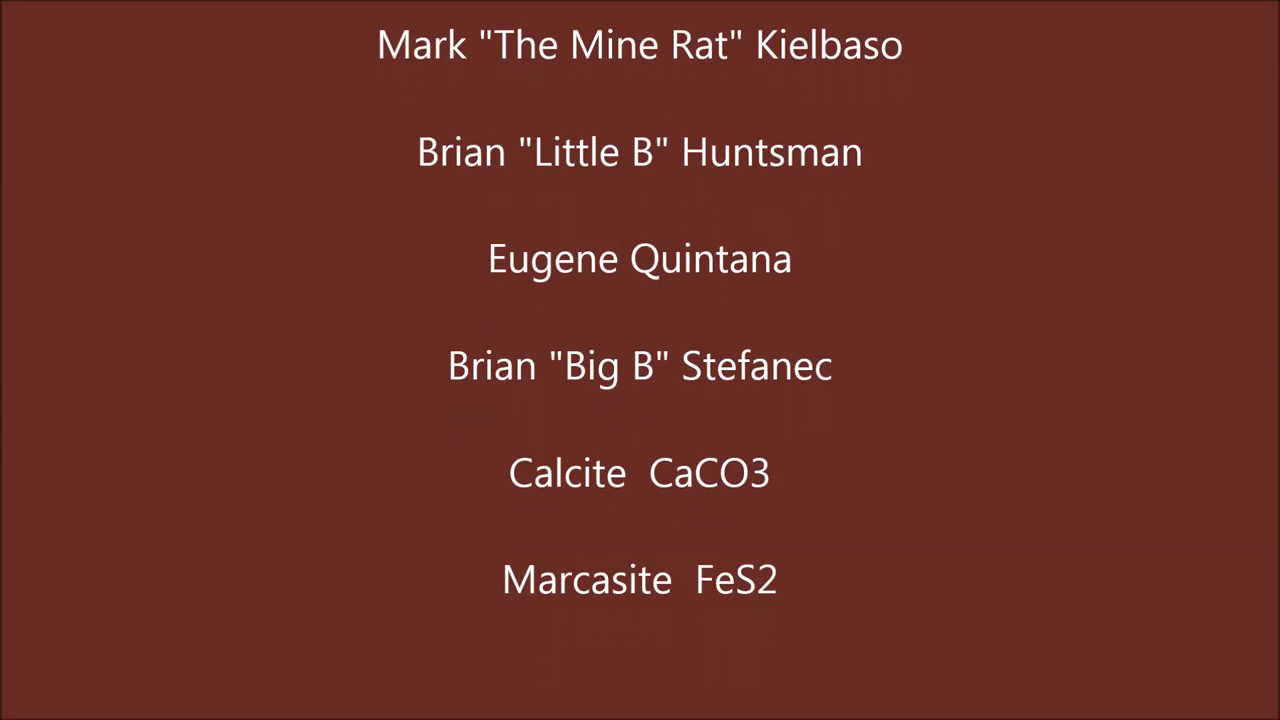 Mark "The Mine Rat" Kielbaso
Brian "Little B" Huntsman
Eugene Quintana
Brian "Big B" Stefanec
Calcite  CaCO3
Marcasite  FeS2